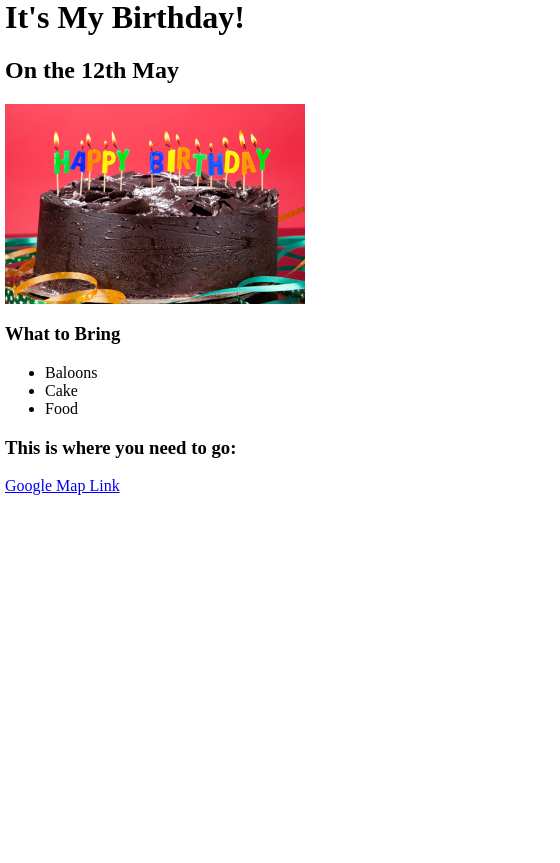 It's My Birthday!
On the 12th May
HAPPY BIRTHDAY
What to Bring
Baloons
Cake
Food
This is where you need to go:
Google Map Link